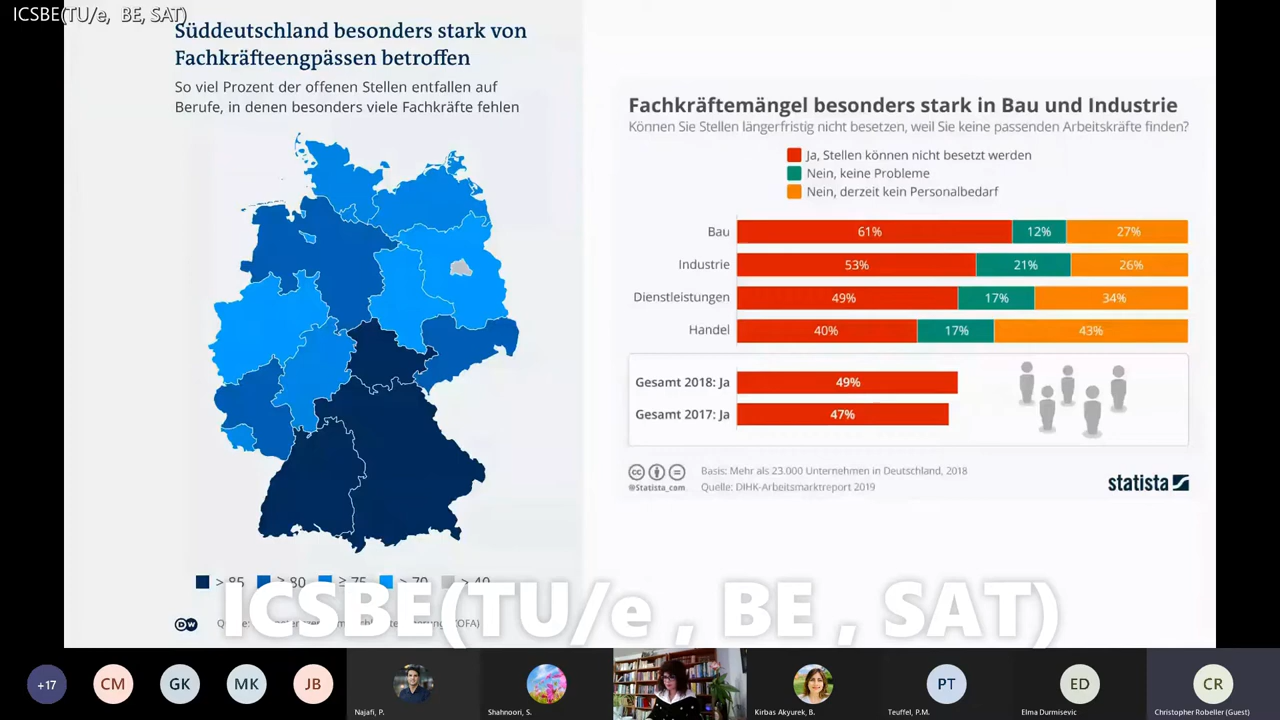 ICSBE(TU/e, BE, SAT)
Süddeutschland besonders stark von
Fachkräfteengpässen betroffen
So viel Prozent der offenen Stellen entfallen auf
Berufe, in denen besonders viele Fachkräfte fehlen
> 85 ≥ 80 ≥ 75 ≥ 70 ≥ 40
DW
Fachkräftemängel besonders stark in Bau und Industrie
Können Sie Stellen längerfristig nicht besetzen, weil Sie keine passenden Arbeitskräfte finden?
Ja, Stellen können nicht besetzt werden
Nein, keine Probleme
Nein, derzeit kein Personalbedarf
Bau 61% 12% 27%
Industrie 53% 21% 26%
Dienstleistungen 49% 17% 34%
Handel 40% 17% 43%
Gesamt 2018: Ja 49%
Gesamt 2017: Ja 47%
cc
@Statista_com
Basis: Mehr als 23.000 Unternehmen in Deutschland, 2018
Quelle: DIHK-Arbeitsmarktreport 2019
statista
ICSBE(TU/e , BE , SAT)
+17 CM GK MK JB PT ED CR
Najafi, P. Shahnoori, S. Kirbas Akyurek, B. Teuffel, P.M. Elma Durmisevic Christopher Robeller (Guest)